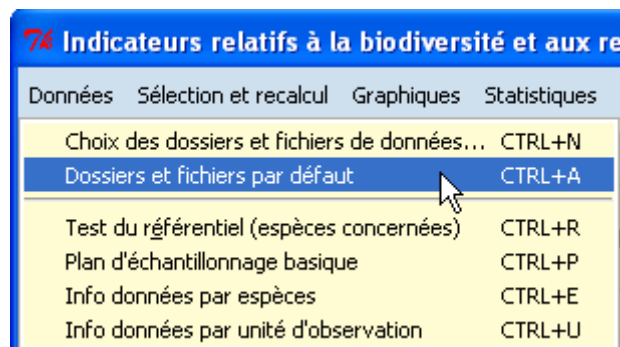 Indicateurs relatifs à la biodiversité et aux re
Données Sélection et recalcul Graphiques Statistiques
Choix des dossiers et fichiers de données... CTRL+N
Dossiers et fichiers par défaut CTRL+A
Test du référentiel (espèces concernées) CTRL+R
Plan d'échantillonnage basique CTRL+P
Info données par espèces CTRL+E
Info données par unité d'observation CTRL+U